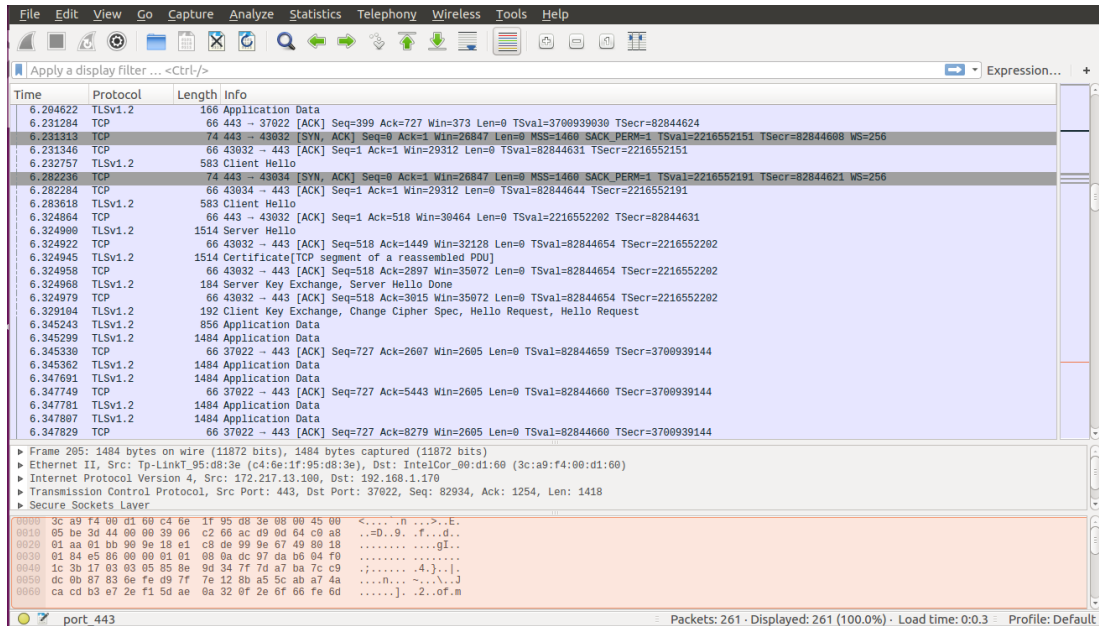 File Edit View Go Capture Analyze Statistics Telephony Wireless Tools Help
Apply a display filter ... <Ctrl-/> Expression… +
Time Protocol Length Info
6.204622 TLSv1.2 166 Application Data
6.231284 TCP 66 443 → 37022 [ACK] Seq=399 Ack=727 Win=373 Len=0 TSval=3700939030 TSecr=82844624
6.231313 TCP 74 443 → 43032 [SYN, ACK] Seq=0 Ack=1 Win=26847 Len=0 MSS=1460 SACK_PERM=1 TSval=2216552151 TSecr=82844608 WS=256
6.231346 TCP 66 43032 → 443 [ACK] Seq=1 Ack=1 Win=29312 Len=0 TSval=82844631 TSecr=2216552151
6.232757 TLSv1.2 583 Client Hello
6.282236 TCP 74 443 → 43034 [SYN, ACK] Seq=0 Ack=1 Win=26847 Len=0 MSS=1460 SACK_PERM=1 TSval=2216552191 TSecr=82844621 WS=256
6.282284 TCP 66 43034 → 443 [ACK] Seq=1 Ack=1 Win=29312 Len=0 TSval=82844644 TSecr=2216552191
6.283618 TLSv1.2 583 Client Hello
6.324864 TCP 66 443 → 43032 [ACK] Seq=1 Ack=518 Win=30464 Len=0 TSval=2216552202 TSecr=82844631
6.324900 TLSv1.2 1514 Server Hello
6.324922 TCP 66 43032 → 443 [ACK] Seq=518 Ack=1449 Win=32128 Len=0 TSval=82844654 TSecr=2216552202
6.324945 TLSv1.2 1514 Certificate[TCP segment of a reassembled PDU]
6.324958 TCP 66 43032 → 443 [ACK] Seq=518 Ack=2897 Win=35072 Len=0 TSval=82844654 TSecr=2216552202
6.324968 TLSv1.2 184 Server Key Exchange, Server Hello Done
6.324979 TCP 66 43032 → 443 [ACK] Seq=518 Ack=3015 Win=35072 Len=0 TSval=82844654 TSecr=2216552202
6.329104 TLSv1.2 192 Client Key Exchange, Change Cipher Spec, Hello Request, Hello Request
6.345243 TLSv1.2 856 Application Data
6.345299 TLSv1.2 1484 Application Data
6.345330 TCP 66 37022 → 443 [ACK] Seq=727 Ack=2607 Win=2605 Len=0 TSval=82844659 TSecr=3700939144
6.345362 TLSv1.2 1484 Application Data
6.347691 TLSv1.2 1484 Application Data
6.347749 TCP 66 37022 → 443 [ACK] Seq=727 Ack=5443 Win=2605 Len=0 TSval=82844660 TSecr=3700939144
6.347781 TLSv1.2 1484 Application Data
6.347807 TLSv1.2 1484 Application Data
6.347829 TCP 66 37022 → 443 [ACK] Seq=727 Ack=8279 Win=2605 Len=0 TSval=82844660 TSecr=3700939144
Frame 205: 1484 bytes on wire (11872 bits), 1484 bytes captured (11872 bits)
Ethernet II, Src: Tp-LinkT_95:d8:3e (c4:6e:1f:95:d8:3e), Dst: IntelCor_00:d1:60 (3c:a9:f4:00:d1:60)
Internet Protocol Version 4, Src: 172.217.13.100, Dst: 192.168.1.170
Transmission Control Protocol, Src Port: 443, Dst Port: 37022, Seq: 82934, Ack: 1254, Len: 1418
Secure Sockets Layer
0000 3c a9 f4 00 d1 60 c4 6e 1f 95 d8 3e 08 00 45 00 <....`.n ...>..E.
0010 05 be 3d 44 00 00 39 06 c2 66 ac d9 0d 64 c0 a8 ..=D..9. .f...d..
0020 01 aa 01 bb 90 9e 18 e1 c8 de 99 9e 67 49 80 18 ........ ....gI..
0030 01 84 e5 86 00 00 01 01 08 0a dc 97 da b6 04 f0 ........ ........
0040 1c 3b 17 03 03 05 85 8e 9d 34 7f 7d a7 ba 7c c9 .;...... .4.}..|.
0050 dc 0b 87 83 6e fe d9 7f 7e 12 8b a5 5c ab a7 4a ....n... ~...\..J
0060 ca cd b3 e7 2e f1 5d ae 0a 32 0f 2e 6f 66 fe 6d ......]. .2..of.m
port_443 Packets: 261 · Displayed: 261 (100.0%) · Load time: 0:0.3 Profile: Default